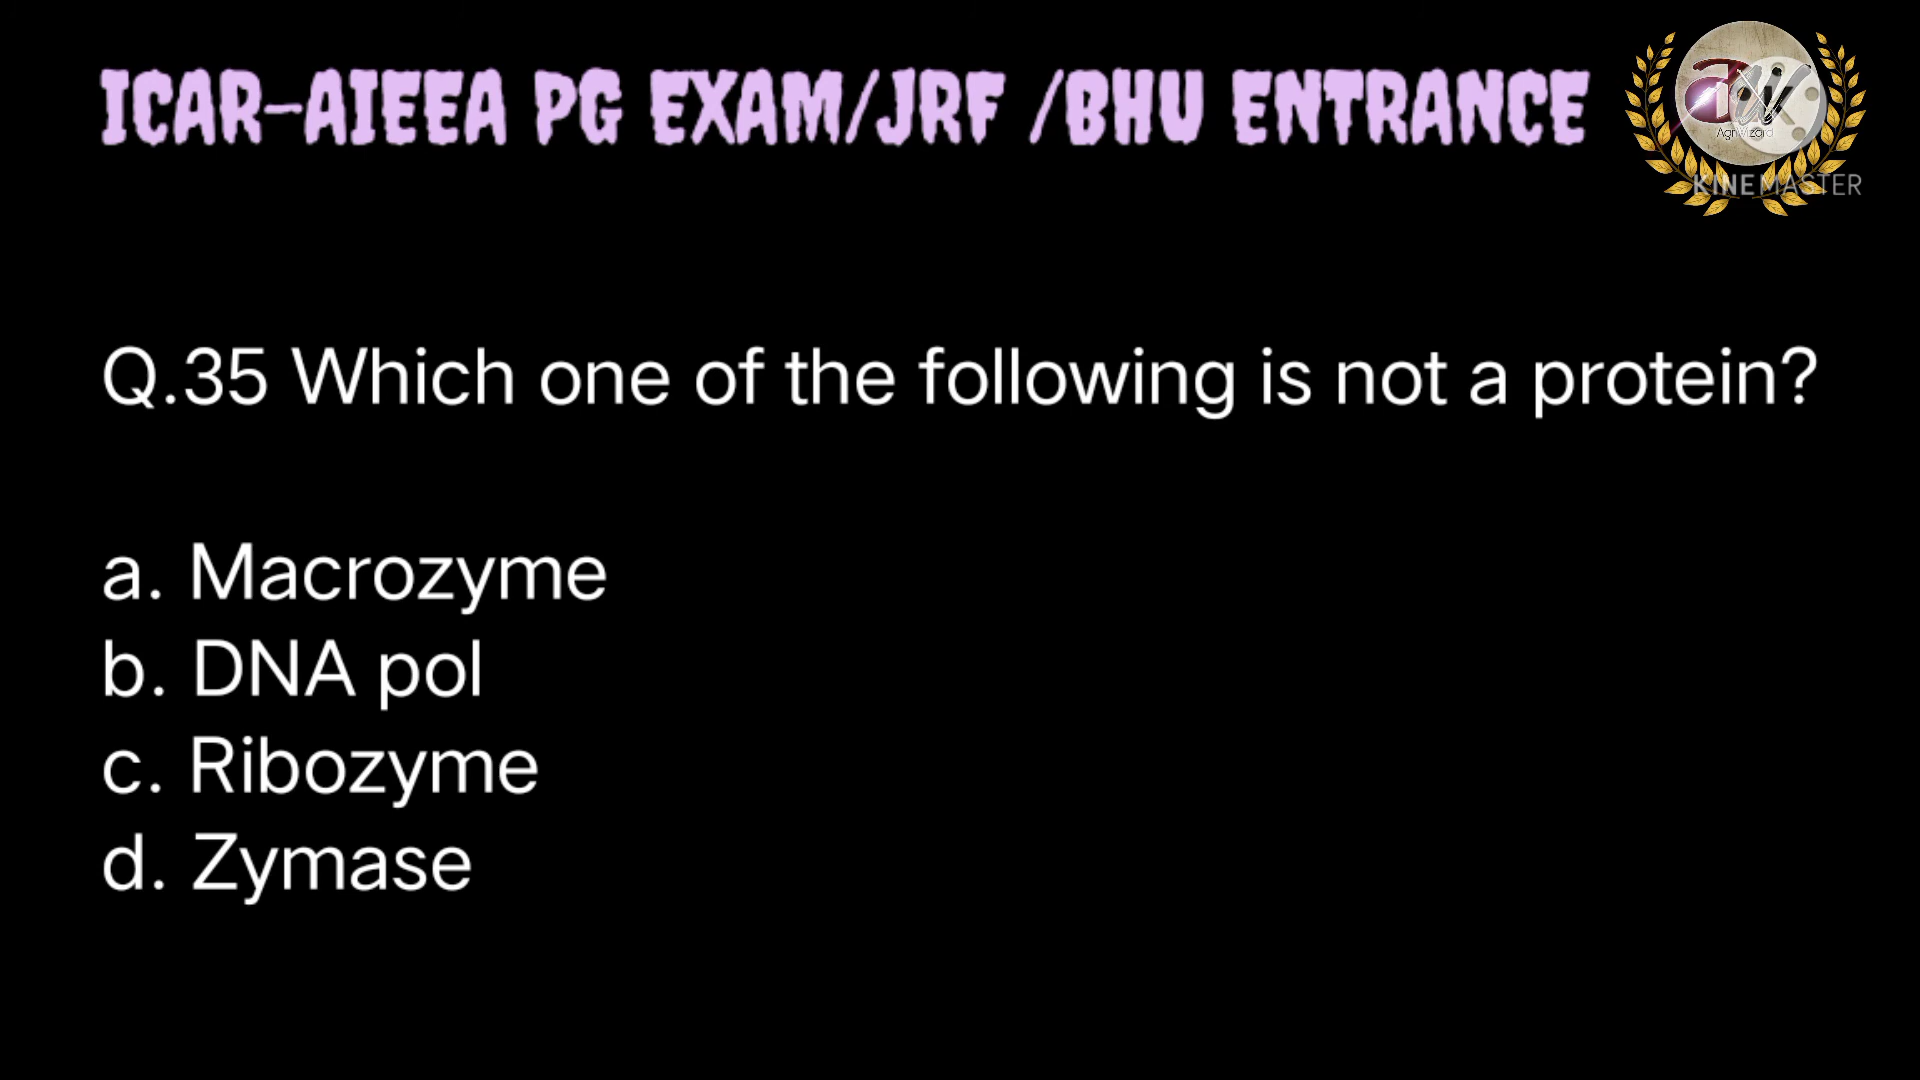 ICAR-AIEEA PG EXAM/JRF /BHU ENTRANCE
KINEMASTER
Q.35 Which one of the following is not a protein?
a. Macrozyme
b. DNA pol
c. Ribozyme
d. Zymase